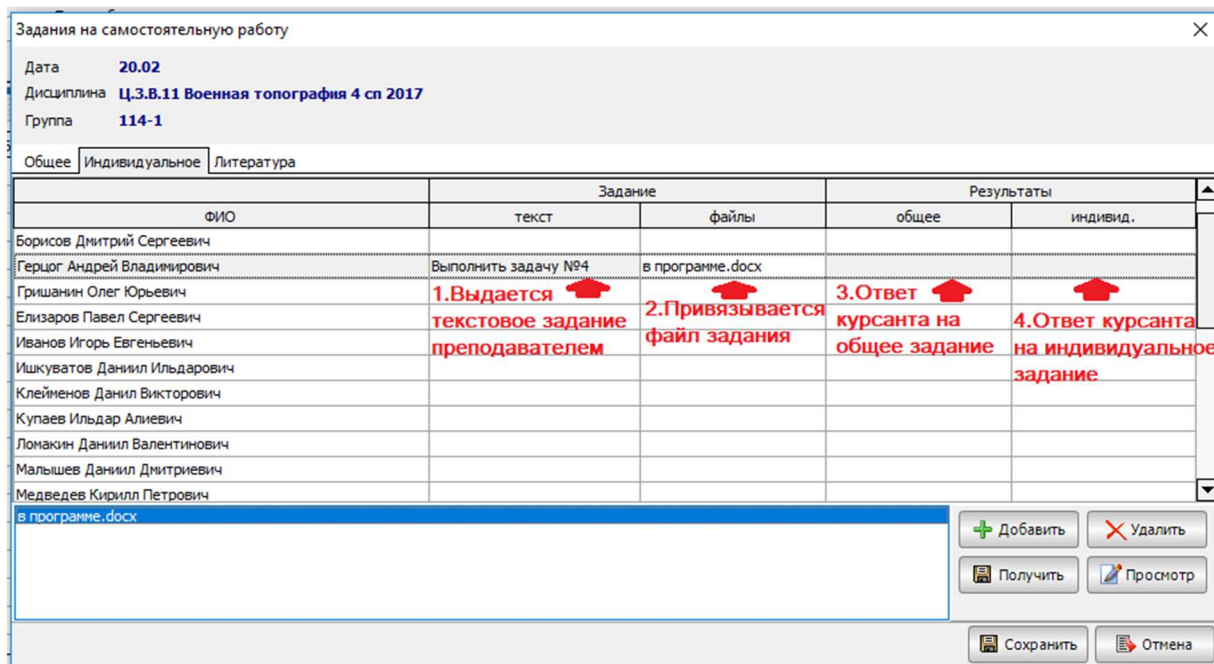 Задания на самостоятельную работу
Дата 20.02
Дисциплина Ц.3.В.11 Военная топография 4 сп 2017
Группа 114-1
Общее Индивидуальное Литература
Задание Результаты
ФИО текст файлы общее индивид.
Борисов Дмитрий Сергеевич
Герцог Андрей Владимирович Выполнить задачу №4 в программе.docx
Гришанин Олег Юрьевич
Елизаров Павел Сергеевич
Иванов Игорь Евгеньевич
Ишкуватов Даниил Ильдарович
Клейменов Данил Викторович
Купаев Ильдар Алиевич
Ломакин Даниил Валентинович
Малышев Даниил Дмитриевич
Медведев Кирилл Петрович
1.Выдается
текстовое задание
преподавателем
2.Привязывается
файл задания
3.Ответ
курсанта на
общее задание
4.Ответ курсанта
на индивидуальное
задание
в программе.docx
Добавить Удалить
Получить Просмотр
Сохранить Отмена